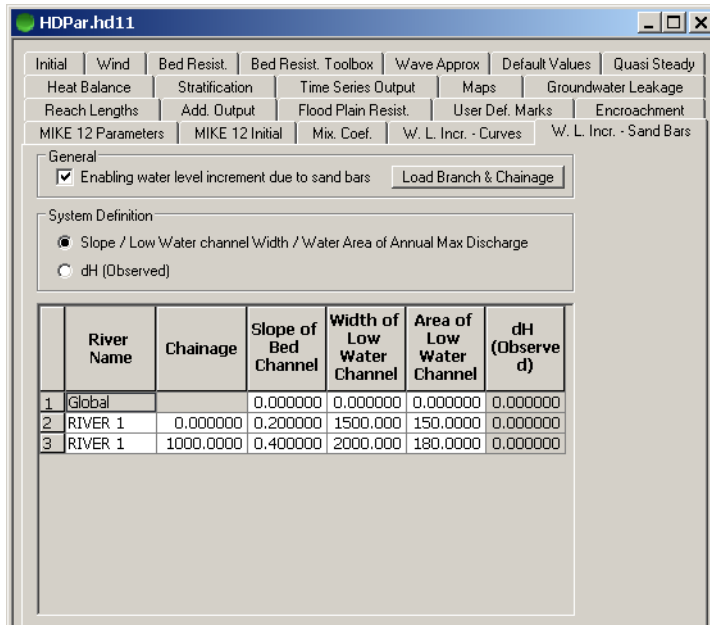 HDPar.hd11
Initial Wind Bed Resist. Bed Resist. Toolbox Wave Approx Default Values Quasi Steady
Heat Balance Stratification Time Series Output Maps Groundwater Leakage
Reach Lengths Add. Output Flood Plain Resist. User Def. Marks Encroachment
MIKE 12 Parameters MIKE 12 Initial Mix. Coef. W. L. Incr. - Curves W. L. Incr. - Sand Bars
General
Enabling water level increment due to sand bars Load Branch & Chainage
System Definition
Slope / Low Water channel Width / Water Area of Annual Max Discharge
dH (Observed)
River Name Chainage Slope of Bed Channel Width of Low Water Channel Area of Low Water Channel dH (Observe d)
1 Global 0.000000 0.000000 0.000000 0.000000
2 RIVER 1 0.000000 0.200000 1500.000 150.0000 0.000000
3 RIVER 1 1000.0000 0.400000 2000.000 180.0000 0.000000